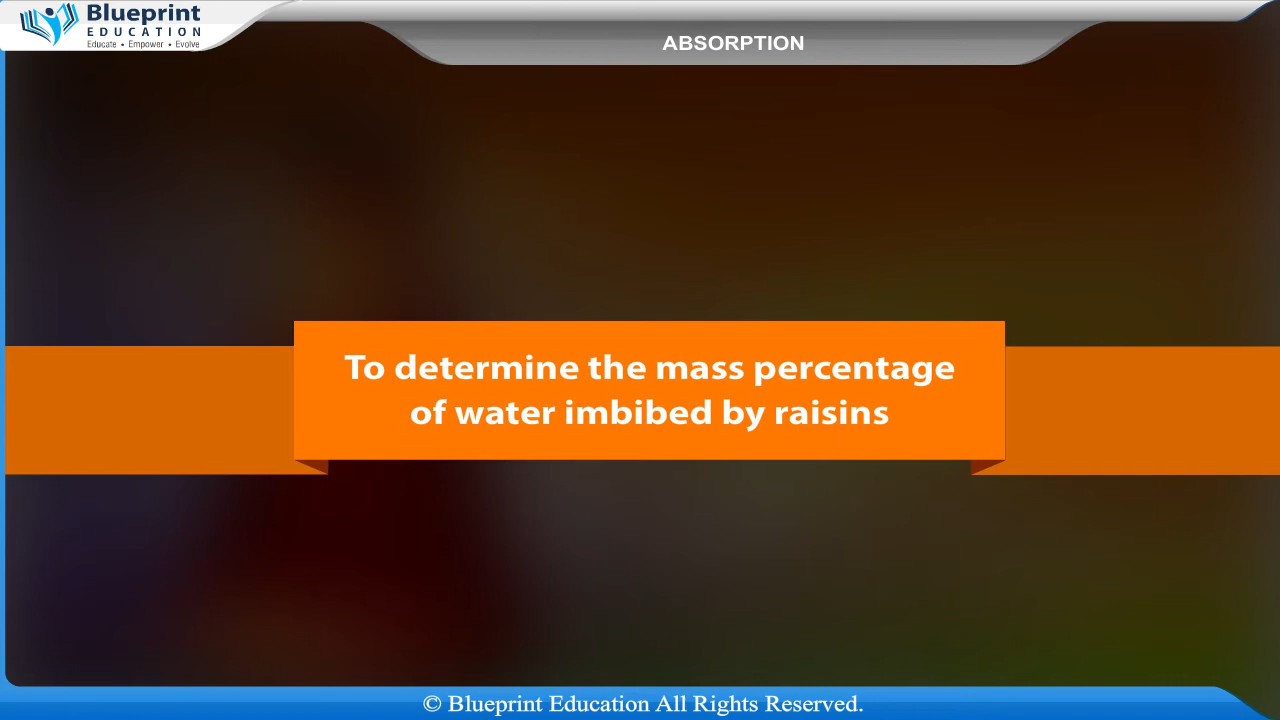 Blueprint
EDUCATION
Educate • Empower • Evolve
ABSORPTION
To determine the mass percentage
of water imbibed by raisins
© Blueprint Education All Rights Reserved.